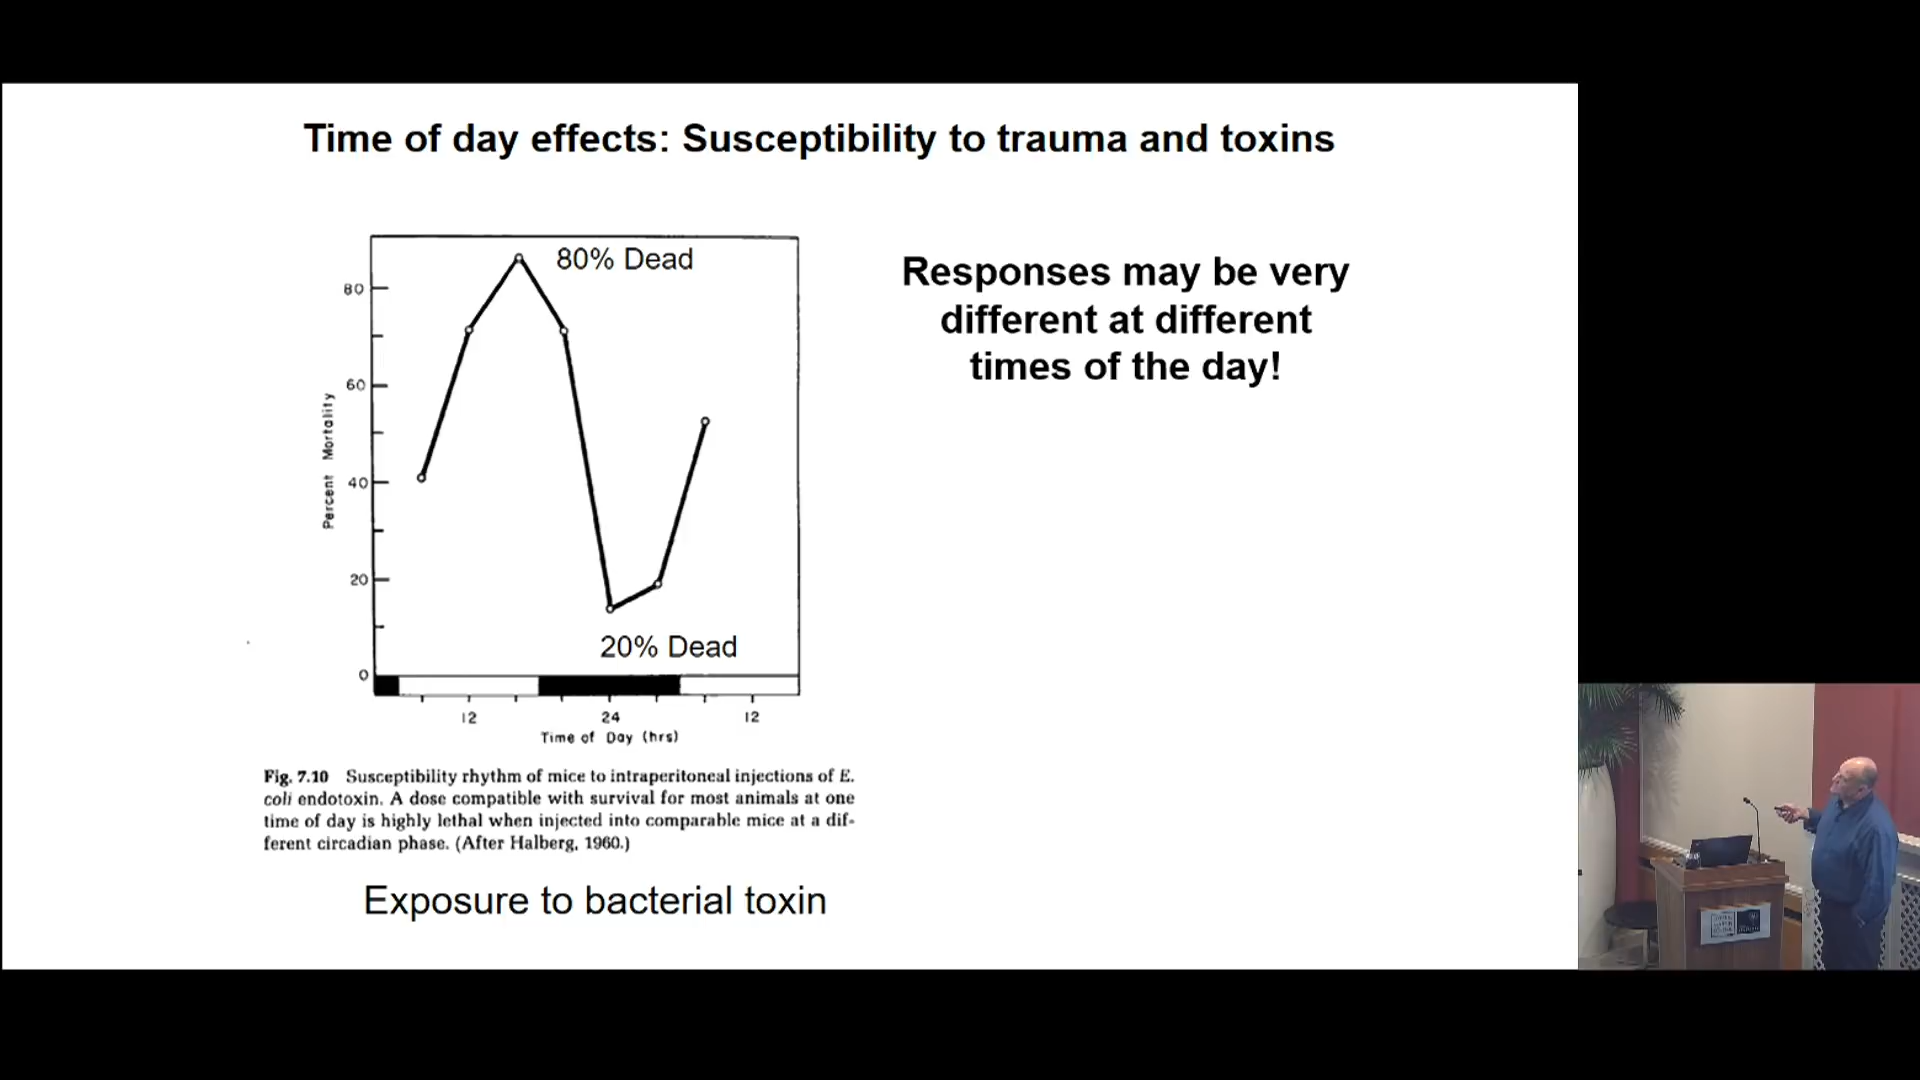 Time of day effects: Susceptibility to trauma and toxins
80% Dead
Responses may be very
different at different
times of the day!
80
60
40
20
0
Percent Mortality
20% Dead
12
24
12
Time of Day (hrs)
Fig. 7.10 Susceptibility rhythm of mice to intraperitoneal injections of E.
coli endotoxin. A dose compatible with survival for most animals at one
time of day is highly lethal when injected into comparable mice at a dif-
ferent circadian phase. (After Halberg, 1960.)
Exposure to bacterial toxin